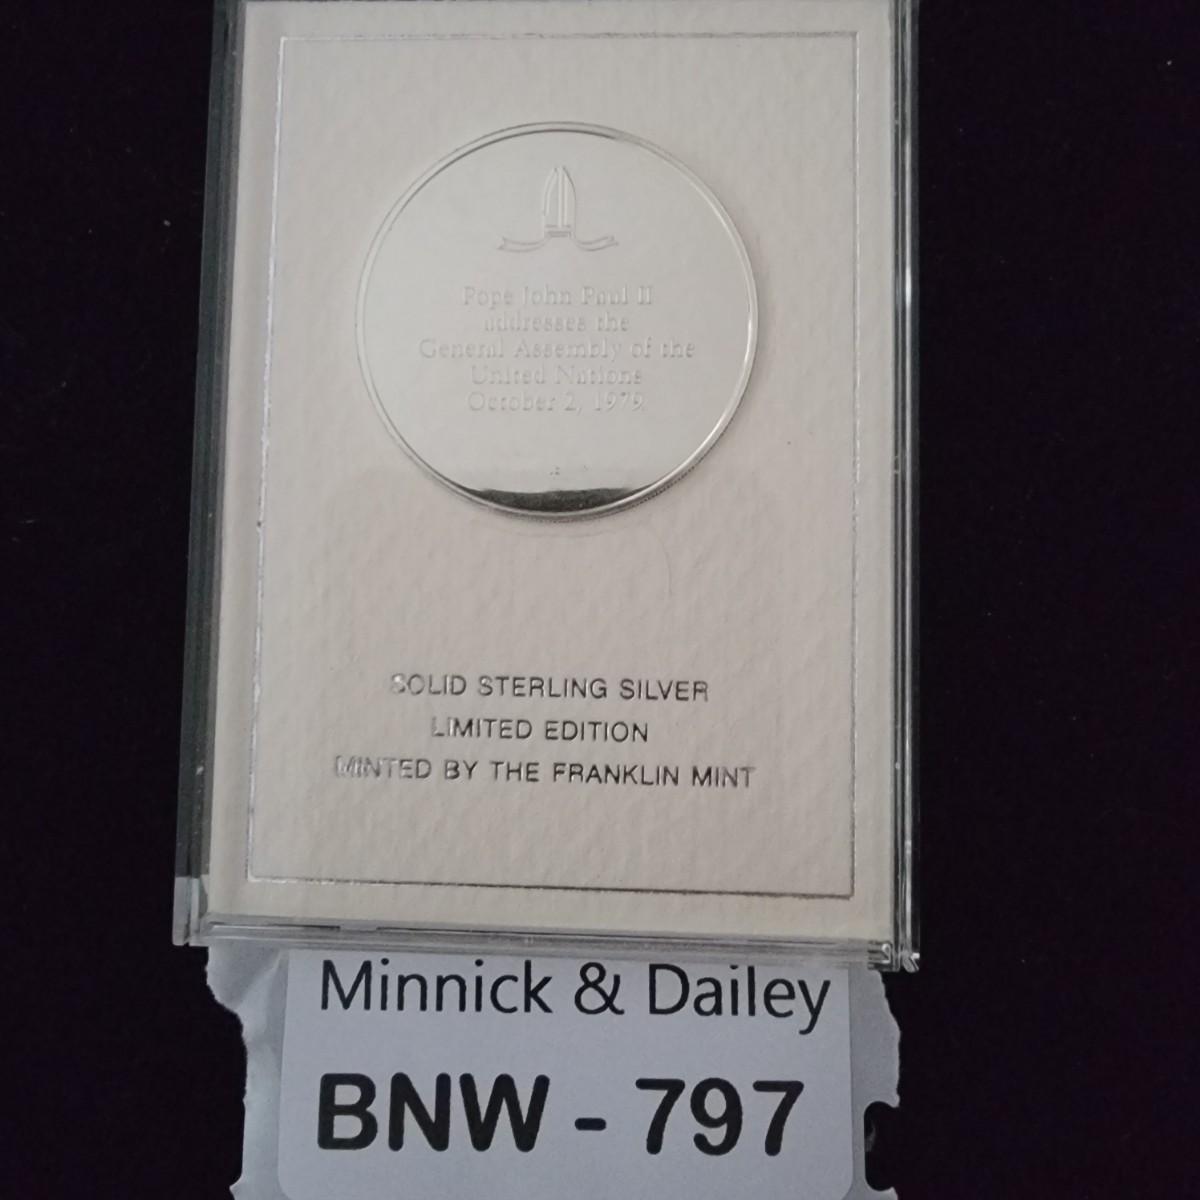 Pope John Paul II
addresses the
General Assembly of the
United Nations
October 2, 1979
SOLID STERLING SILVER
LIMITED EDITION
MINTED BY THE FRANKLIN MINT
Minnick & Dailey
BNW - 797